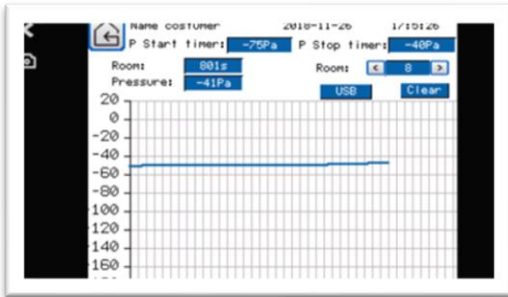 Name costumer 2018-11-26 17:15:26
P Start timer: -75Pa P Stop timer: -40Pa
Room: 801s Room: < 8 >
Pressure: -41Pa USB Clear
20
0
-20
-40
-60
-80
-100
-120
-140
-160